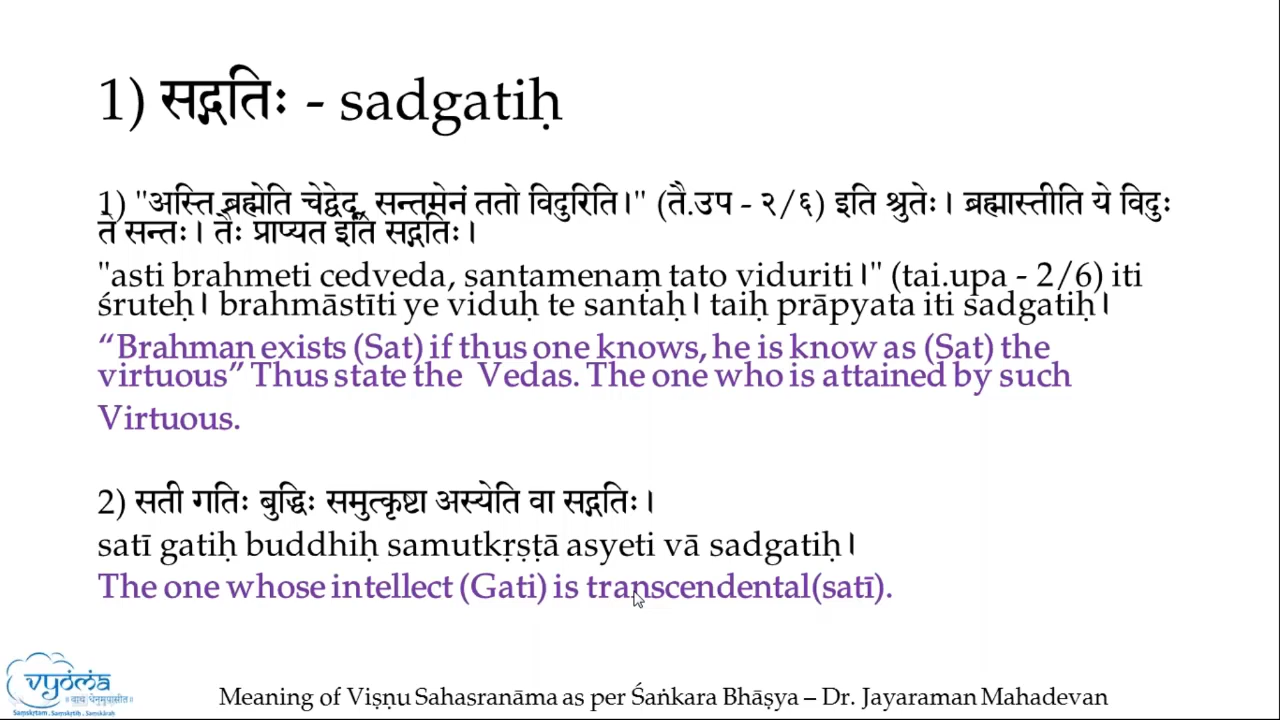 1) सद्गतिः - sadgatiḥ
1) "अस्ति ब्रह्मेति चेद्वेद, सन्तमेनं ततो विदुरिति।" (तै.उप - २/६) इति श्रुतेः। ब्रह्मास्तीति ये विदुः
ते सन्तः। तैः प्राप्यत इति सद्गतिः।
"asti brahmeti cedveda, santamenaṃ tato viduriti।" (tai.upa - 2/6) iti
śruteḥ। brahmāstīti ye viduḥ te santaḥ। taiḥ prāpyata iti sadgatiḥ।
“Brahman exists (Sat) if thus one knows, he is know as (Sat) the
virtuous” Thus state the Vedas. The one who is attained by such
Virtuous.
2) सती गतिः बुद्धिः समुत्कृष्टा अस्येति वा सद्गतिः।
satī gatiḥ buddhiḥ samutkṛṣṭā asyeti vā sadgatiḥ।
The one whose intellect (Gati) is transcendental(satī).
vyoma
॥ वाचं धेनुमुपासीत ॥
Saṃskṛtam . Saṃskṛtiḥ . Saṃskāraḥ
Meaning of Viṣṇu Sahasranāma as per Śaṅkara Bhāṣya – Dr. Jayaraman Mahadevan